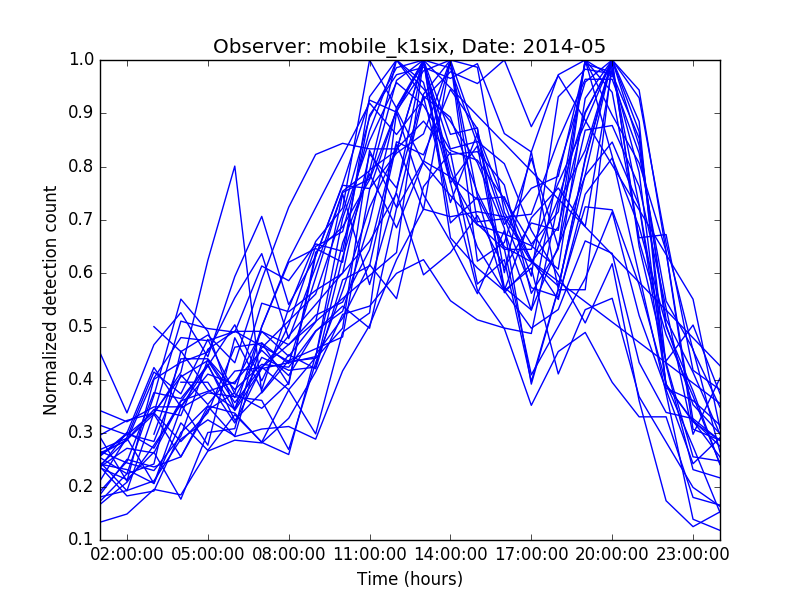 Observer: mobile_k1six, Date: 2014-05
1.0
0.9
0.8
0.7
0.6
0.5
0.4
0.3
0.2
0.1
Normalized detection count
02:00:00 05:00:00 08:00:00 11:00:00 14:00:00 17:00:00 20:00:00 23:00:00
Time (hours)